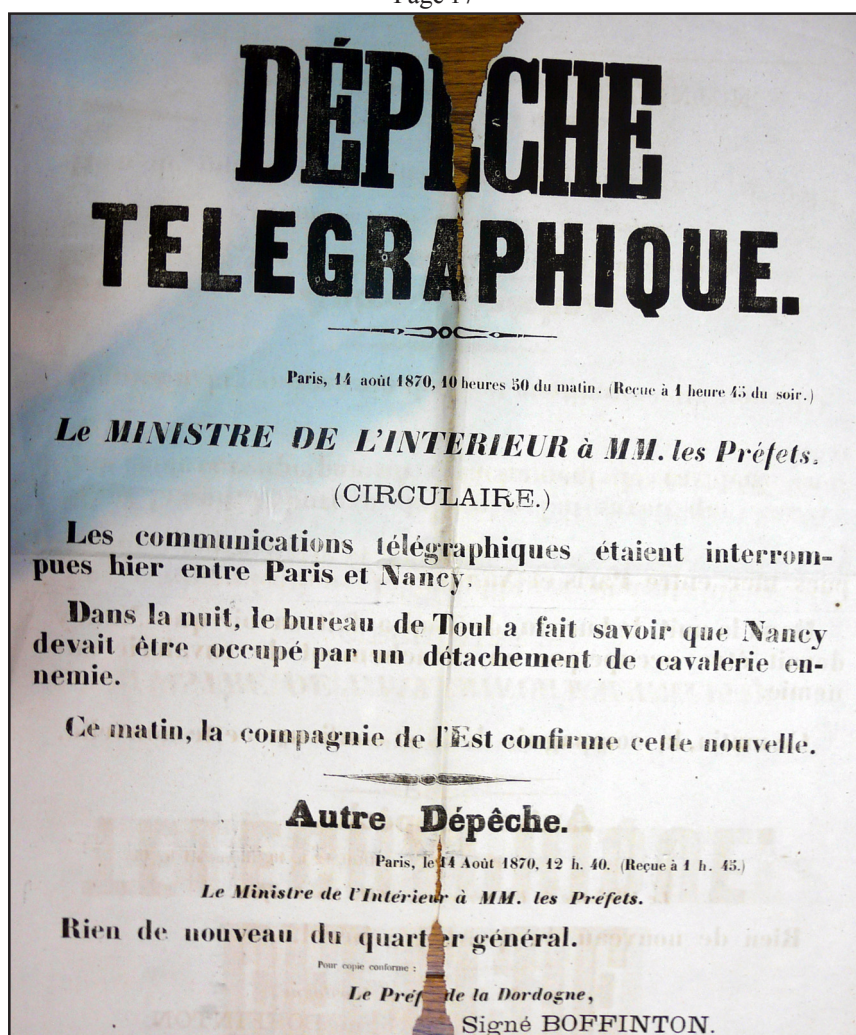 Page 17
DÉPÊCHE
TELEGRAPHIQUE.
Paris, 14 août 1870, 10 heures 50 du matin. (Reçue à 1 heure 45 du soir.)
Le MINISTRE DE L'INTERIEUR à MM. les Préfets.
(CIRCULAIRE.)
Les communications télégraphiques étaient interrom-
pues hier entre Paris et Nancy.
Dans la nuit, le bureau de Toul a fait savoir que Nancy
devait être occupé par un détachement de cavalerie en-
nemie.
Ce matin, la compagnie de l'Est confirme cette nouvelle.
Autre Dépêche.
Paris, le 14 Août 1870, 12 h. 40. (Reçue à 1 h. 45.)
Le Ministre de l'Intérieur à MM. les Préfets.
Rien de nouveau du quartier général.
Pour copie conforme :
Le Préfet de la Dordogne,
Signé BOFFINTON.